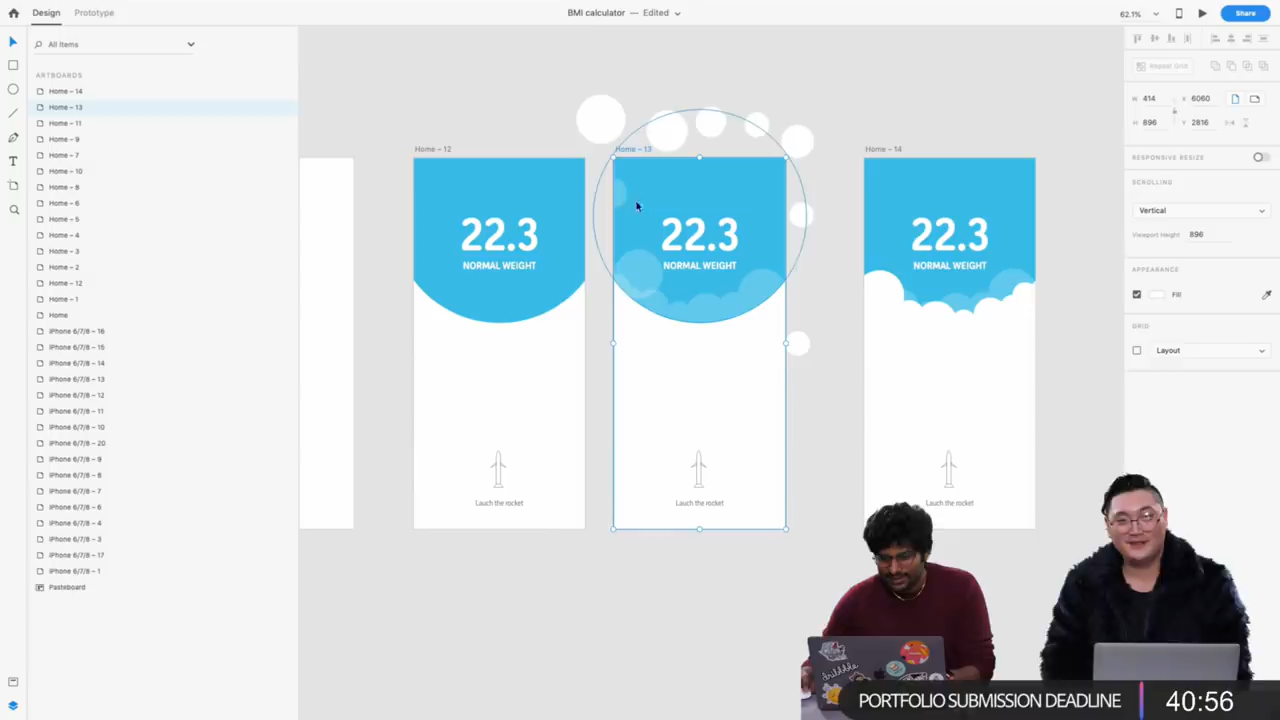 Design
Prototype
BMI calculator — Edited
62.1%
Share
All Items
ARTBOARDS
Home – 14
Home – 13
Home – 11
Home – 9
Home – 7
Home – 10
Home – 8
Home – 6
Home – 5
Home – 4
Home – 3
Home – 2
Home – 12
Home – 1
Home
iPhone 6/7/8 – 16
iPhone 6/7/8 – 15
iPhone 6/7/8 – 14
iPhone 6/7/8 – 13
iPhone 6/7/8 – 12
iPhone 6/7/8 – 11
iPhone 6/7/8 – 10
iPhone 6/7/8 – 20
iPhone 6/7/8 – 9
iPhone 6/7/8 – 8
iPhone 6/7/8 – 7
iPhone 6/7/8 – 6
iPhone 6/7/8 – 4
iPhone 6/7/8 – 3
iPhone 6/7/8 – 17
iPhone 6/7/8 – 1
Pasteboard
Home – 12
22.3
NORMAL WEIGHT
Lauch the rocket
Home – 13
22.3
NORMAL WEIGHT
Lauch the rocket
Home – 14
22.3
NORMAL WEIGHT
Lauch the rocket
Repeat Grid
W 414 X 6060
H 896 Y 2816
RESPONSIVE RESIZE
SCROLLING
Vertical
Viewport Height 896
APPEARANCE
Fill
GRID
Layout
dribbble
PORTFOLIO SUBMISSION DEADLINE
40:56